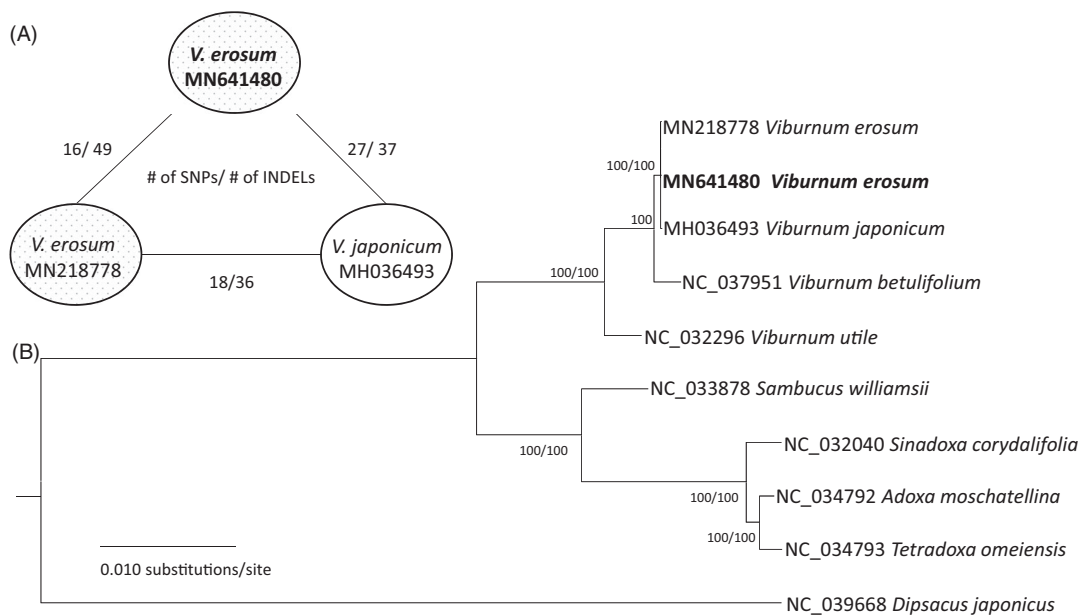 (A)
V. erosum
MN641480
16/ 49
27/ 37
# of SNPs/ # of INDELs
V. erosum
MN218778
V. japonicum
MH036493
18/36
(B)
MN218778 Viburnum erosum
100/100
MN641480 Viburnum erosum
100
MH036493 Viburnum japonicum
100/100
NC_037951 Viburnum betulifolium
NC_032296 Viburnum utile
NC_033878 Sambucus williamsii
100/100
NC_032040 Sinadoxa corydalifolia
100/100
NC_034792 Adoxa moschatellina
100/100
NC_034793 Tetradoxa omeiensis
0.010 substitutions/site
NC_039668 Dipsacus japonicus